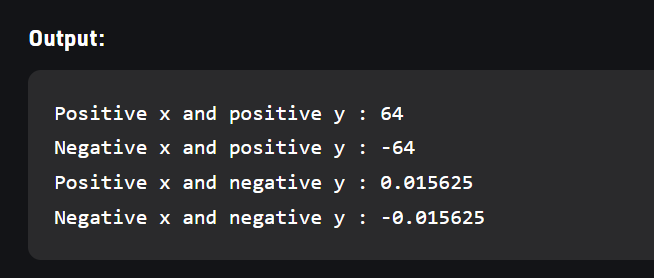 Output:
Positive x and positive y : 64
Negative x and positive y : -64
Positive x and negative y : 0.015625
Negative x and negative y : -0.015625